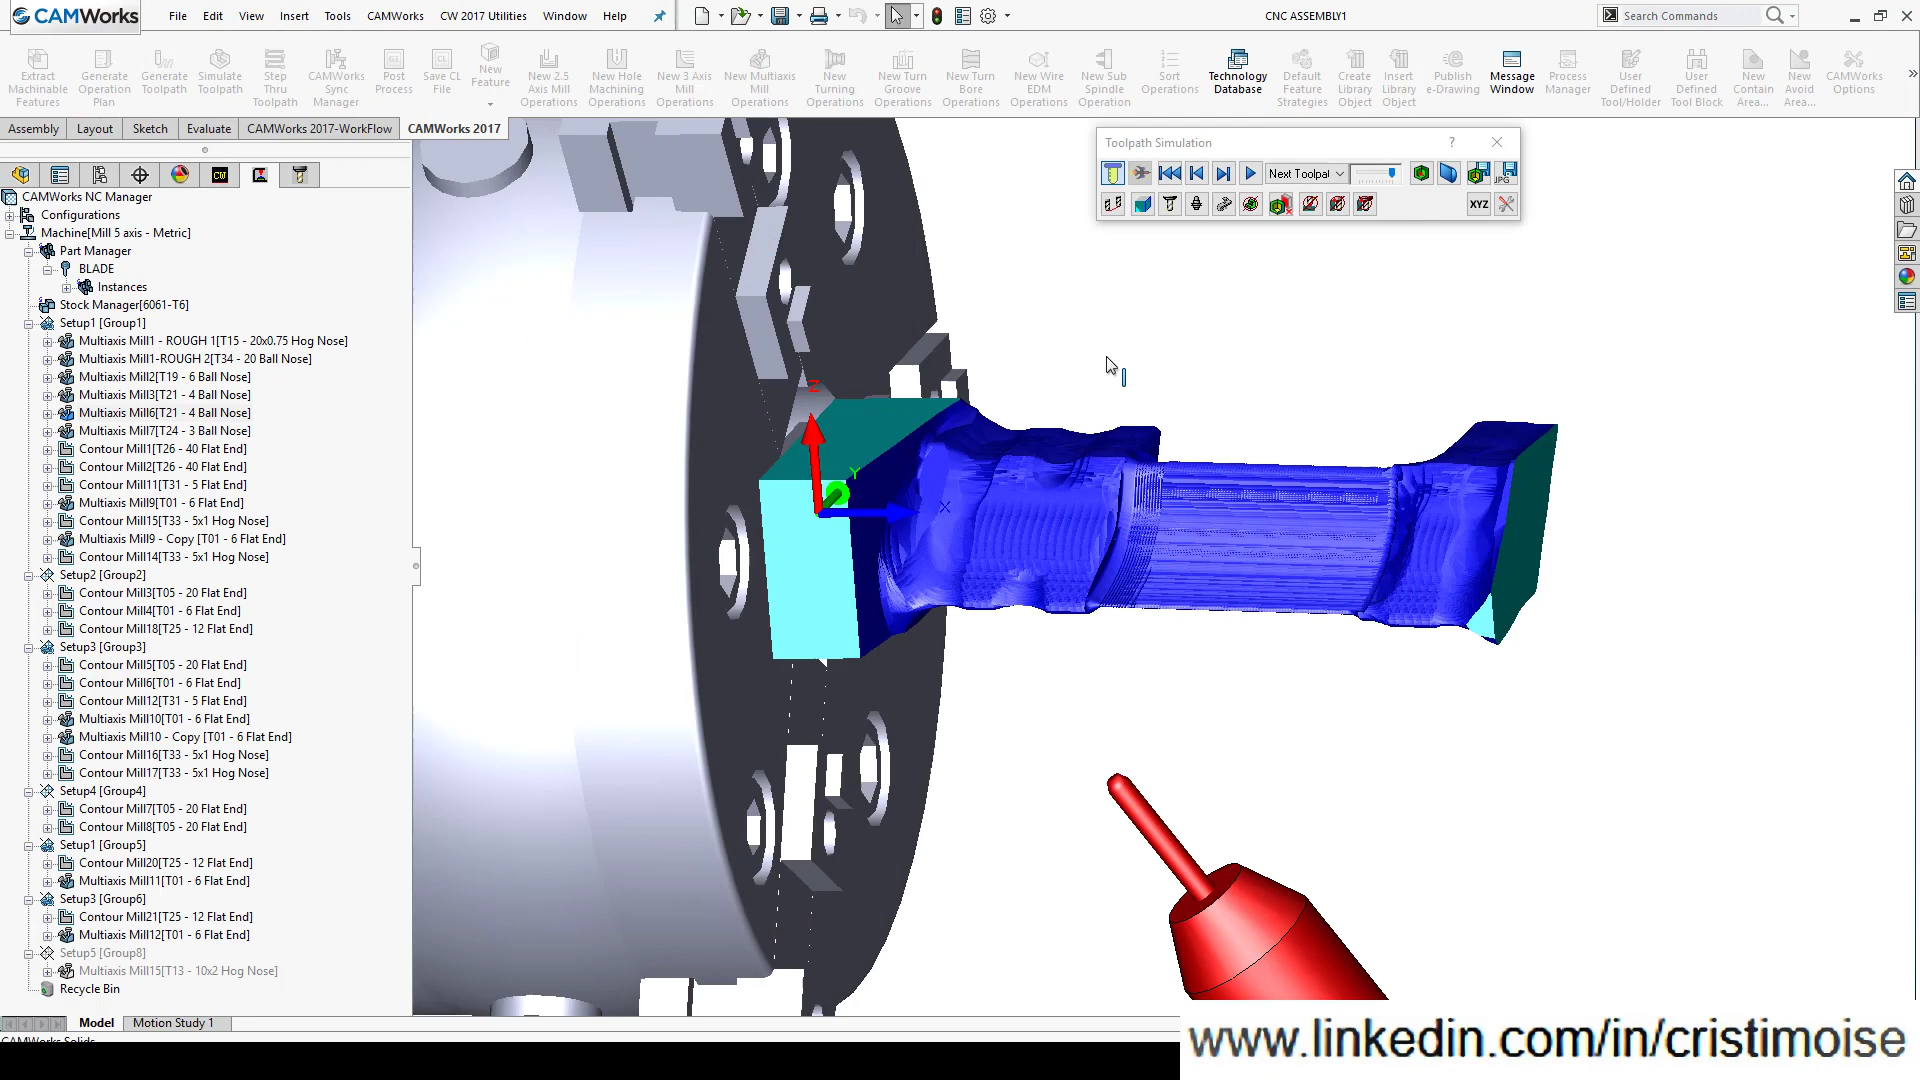 CAMWorks File Edit View Insert Tools CAMWorks CW 2017 Utilities Window Help CNC ASSEMBLY1 Search Commands
Extract Machinable Features
Generate Operation Plan
Generate Toolpath
Simulate Toolpath
Step Thru Toolpath
CAMWorks Sync Manager
Post Process
Save CL File
New Feature
New 2.5 Axis Mill Operations
New Hole Machining Operations
New 3 Axis Mill Operations
New Multiaxis Mill Operations
New Turning Operations
New Turn Groove Operations
New Turn Bore Operations
New Wire EDM Operations
New Sub Spindle Operation
Sort Operations
Technology Database
Default Feature Strategies
Create Library Object
Insert Library Object
Publish e-Drawing
Message Window
Process Manager
User Defined Tool/Holder
User Defined Tool Block
New Contain Area...
New Avoid Area...
CAMWorks Options
Assembly Layout Sketch Evaluate CAMWorks 2017-WorkFlow CAMWorks 2017
Toolpath Simulation ?
Next Toolpal
JPG
XYZ
CW
CAMWorks NC Manager
Configurations
Machine[Mill 5 axis - Metric]
Part Manager
BLADE
Instances
Stock Manager[6061-T6]
Setup1 [Group1]
Multiaxis Mill1 - ROUGH 1[T15 - 20x0.75 Hog Nose]
Multiaxis Mill1-ROUGH 2[T34 - 20 Ball Nose]
Multiaxis Mill2[T19 - 6 Ball Nose]
Multiaxis Mill3[T21 - 4 Ball Nose]
Multiaxis Mill6[T21 - 4 Ball Nose]
Multiaxis Mill7[T24 - 3 Ball Nose]
Contour Mill1[T26 - 40 Flat End]
Contour Mill2[T26 - 40 Flat End]
Contour Mill11[T31 - 5 Flat End]
Multiaxis Mill9[T01 - 6 Flat End]
Contour Mill15[T33 - 5x1 Hog Nose]
Multiaxis Mill9 - Copy [T01 - 6 Flat End]
Contour Mill14[T33 - 5x1 Hog Nose]
Setup2 [Group2]
Contour Mill3[T05 - 20 Flat End]
Contour Mill4[T01 - 6 Flat End]
Contour Mill18[T25 - 12 Flat End]
Setup3 [Group3]
Contour Mill5[T05 - 20 Flat End]
Contour Mill6[T01 - 6 Flat End]
Contour Mill12[T31 - 5 Flat End]
Multiaxis Mill10[T01 - 6 Flat End]
Multiaxis Mill10 - Copy [T01 - 6 Flat End]
Contour Mill16[T33 - 5x1 Hog Nose]
Contour Mill17[T33 - 5x1 Hog Nose]
Setup4 [Group4]
Contour Mill7[T05 - 20 Flat End]
Contour Mill8[T05 - 20 Flat End]
Setup1 [Group5]
Contour Mill20[T25 - 12 Flat End]
Multiaxis Mill11[T01 - 6 Flat End]
Setup3 [Group6]
Contour Mill21[T25 - 12 Flat End]
Multiaxis Mill12[T01 - 6 Flat End]
Setup5 [Group8]
Multiaxis Mill15[T13 - 10x2 Hog Nose]
Recycle Bin
Z
Y
X
Model Motion Study 1
CAMWorks Solids
www.linkedin.com/in/cristimoise